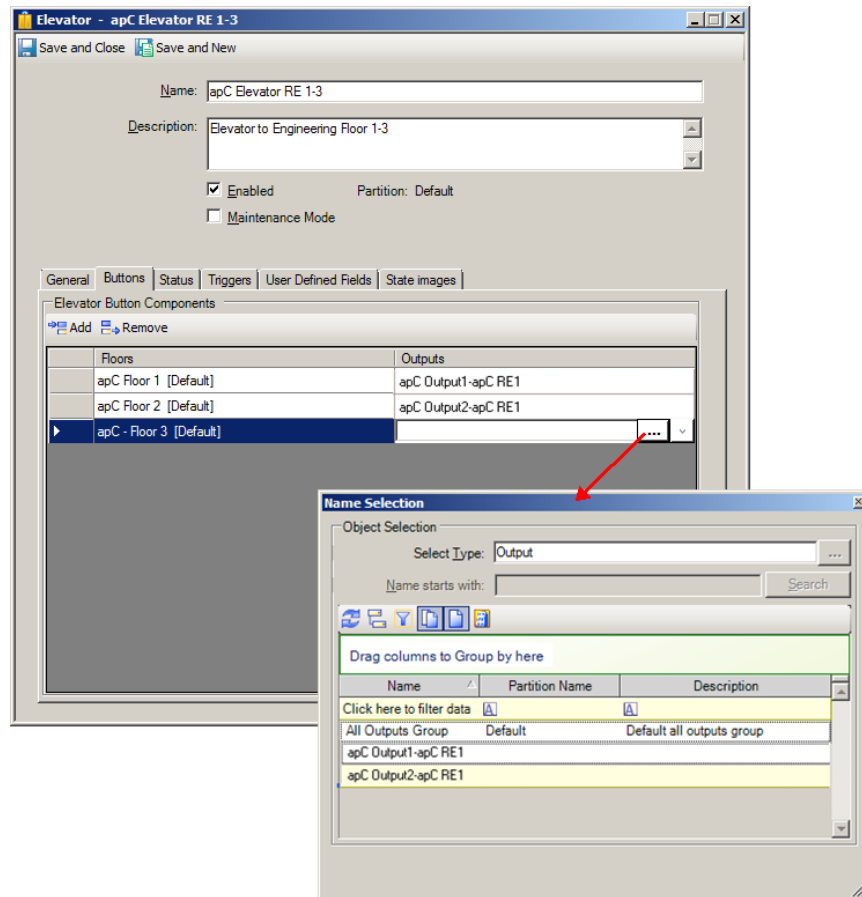 Elevator - apC Elevator RE 1-3
Save and Close Save and New
Name: apC Elevator RE 1-3
Description: Elevator to Engineering Floor 1-3
Enabled Partition: Default
Maintenance Mode
General Buttons Status Triggers User Defined Fields State images
Elevator Button Components
Add Remove
Floors Outputs
apC Floor 1 [Default] apC Output1-apC RE1
apC Floor 2 [Default] apC Output2-apC RE1
apC - Floor 3 [Default] ...
Name Selection
Object Selection
Select Type: Output ...
Name starts with: Search
Drag columns to Group by here
Name Partition Name Description
Click here to filter data A A
All Outputs Group Default Default all outputs group
apC Output1-apC RE1
apC Output2-apC RE1